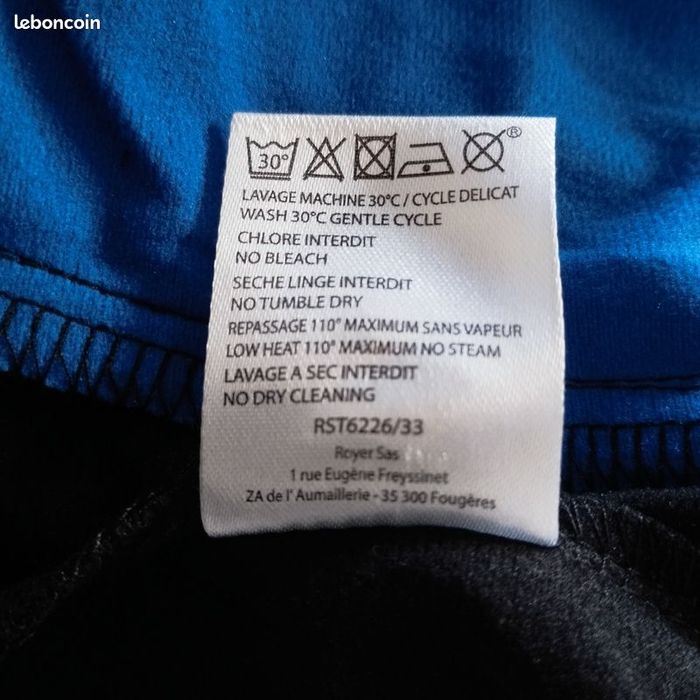 leboncoin
30°
®
LAVAGE MACHINE 30°C / CYCLE DELICAT
WASH 30°C GENTLE CYCLE
CHLORE INTERDIT
NO BLEACH
SECHE LINGE INTERDIT
NO TUMBLE DRY
REPASSAGE 110° MAXIMUM SANS VAPEUR
LOW HEAT 110° MAXIMUM NO STEAM
LAVAGE A SEC INTERDIT
NO DRY CLEANING
RST6226/33
Royer Sas
1 rue Eugène Freyssinet
ZA de l' Aumaillerie - 35 300 Fougères